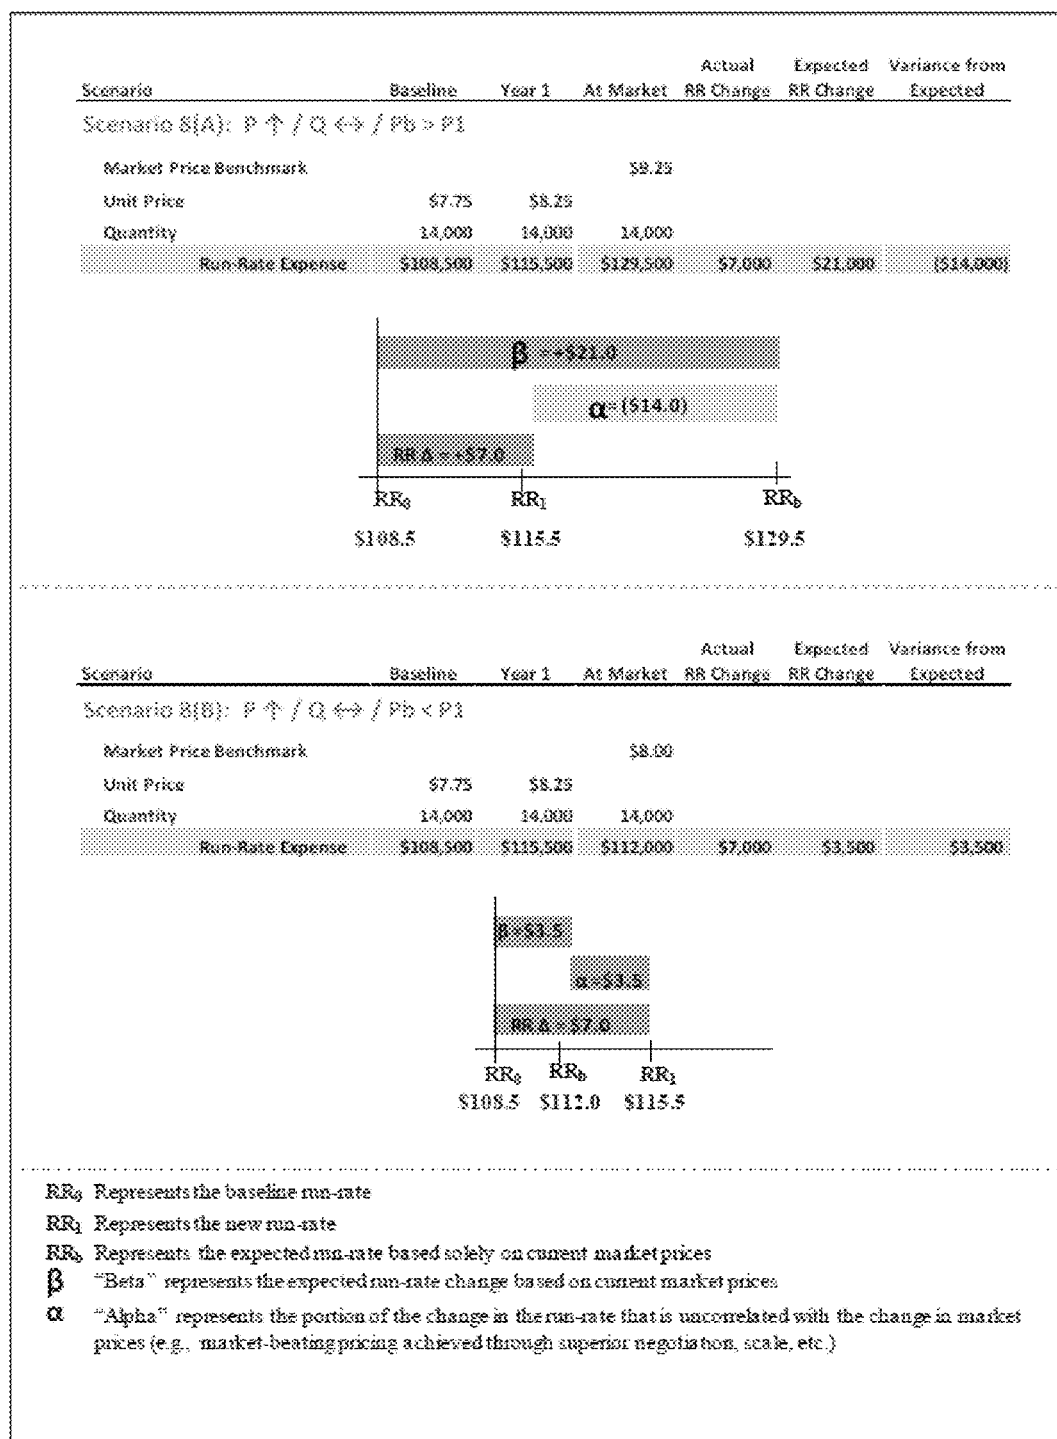 Actual Expected Variance from
Scenario Baseline Year 1 At Market RR Change RR Change Expected
Scenario 8(A): P ↑ / Q ↔ / Pb > P1
Market Price Benchmark $9.25
Unit Price $7.75 $8.25
Quantity 14,000 14,000 14,000
Run-Rate Expense $108,500 $115,500 $129,500 $7,000 $21,000 ($14,000)
β = +$21.0
α = ($14.0)
RR Δ = +$7.0
RR₀ RR₁ RRb
$108.5 $115.5 $129.5
Actual Expected Variance from
Scenario Baseline Year 1 At Market RR Change RR Change Expected
Scenario 8(B): P ↑ / Q ↔ / Pb < P1
Market Price Benchmark $8.00
Unit Price $7.75 $8.25
Quantity 14,000 14,000 14,000
Run-Rate Expense $108,500 $115,500 $112,000 $7,000 $3,500 $3,500
β=$3.5
α=$3.5
RR Δ = $7.0
RR₀ RRb RR₁
$108.5 $112.0 $115.5
RR₀ Represents the baseline run-rate
RR₁ Represents the new run-rate
RRb Represents the expected run-rate based solely on current market prices
β "Beta" represents the expected run-rate change based on current market prices
α "Alpha" represents the portion of the change in the run-rate that is uncorrelated with the change in market
prices (e.g., market-beating pricing achieved through superior negotiation, scale, etc.)